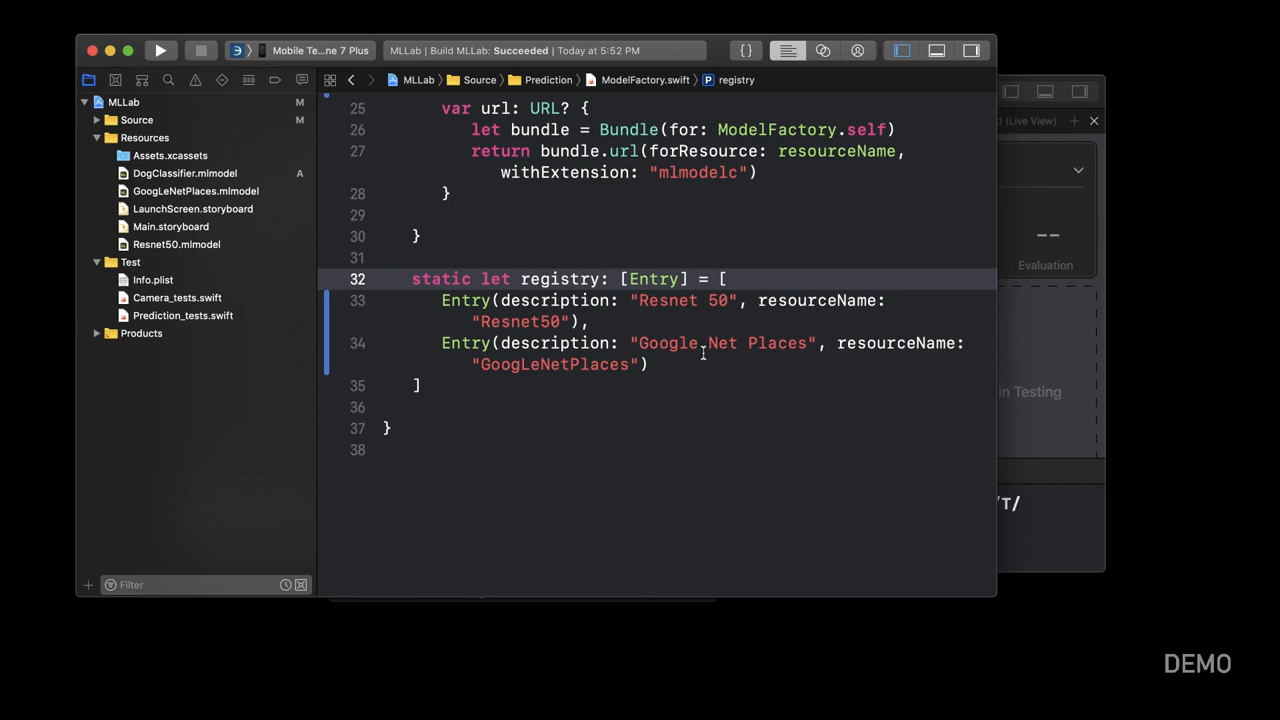 Mobile Te...ne 7 Plus
MLLab | Build MLLab: Succeeded | Today at 5:52 PM
{}
MLLab
Source
Prediction
ModelFactory.swift
P registry
MLLab M
Source M
Resources
Assets.xcassets
DogClassifier.mlmodel A
GoogLeNetPlaces.mlmodel
LaunchScreen.storyboard
Main.storyboard
Resnet50.mlmodel
Test
Info.plist
Camera_tests.swift
Prediction_tests.swift
Products
Filter
25 var url: URL? {
26 let bundle = Bundle(for: ModelFactory.self)
27 return bundle.url(forResource: resourceName,
withExtension: "mlmodelc")
28 }
29
30 }
31
32 static let registry: [Entry] = [
33 Entry(description: "Resnet 50", resourceName:
"Resnet50"),
34 Entry(description: "Google Net Places", resourceName:
"GoogLeNetPlaces")
35 ]
36
37 }
38
d (Live View)
--
Evaluation
in Testing
/T/
DEMO